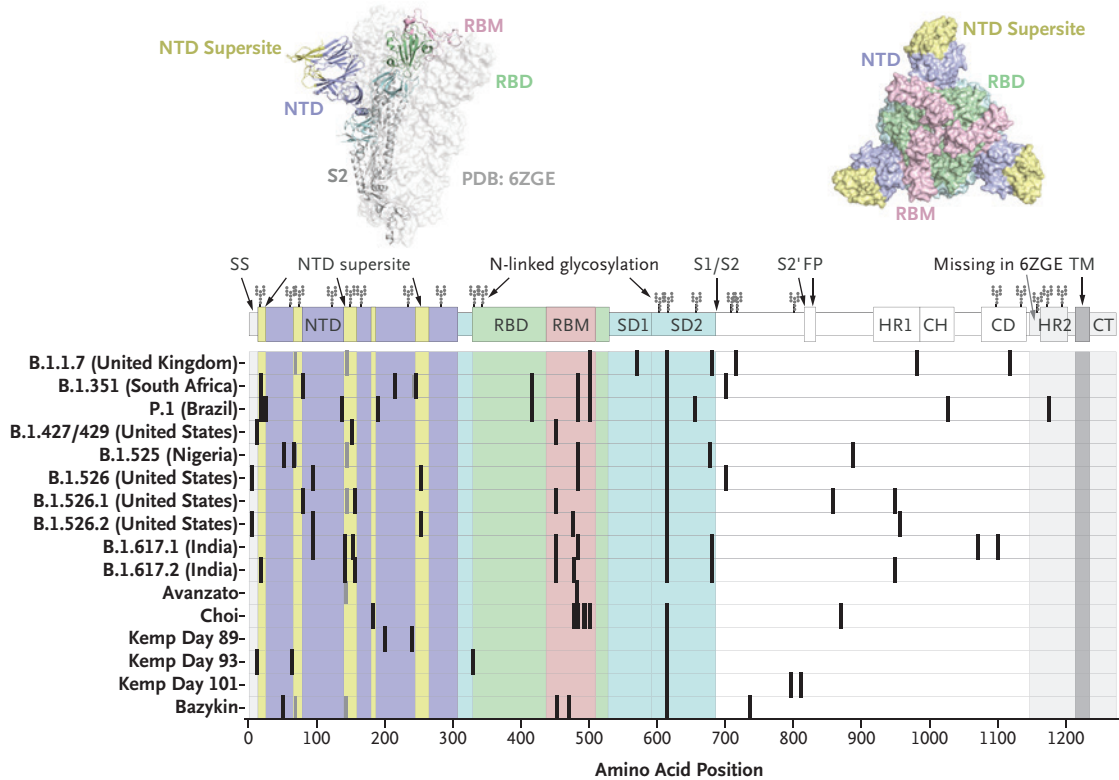 NTD Supersite
RBM
NTD
RBD
S2
PDB: 6ZGE
NTD Supersite
NTD
RBD
RBM
SS
NTD supersite
N-linked glycosylation
S1/S2
S2' FP
Missing in 6ZGE TM
NTD RBD RBM SD1 SD2 HR1 CH CD HR2 CT
B.1.1.7 (United Kingdom)
B.1.351 (South Africa)
P.1 (Brazil)
B.1.427/429 (United States)
B.1.525 (Nigeria)
B.1.526 (United States)
B.1.526.1 (United States)
B.1.526.2 (United States)
B.1.617.1 (India)
B.1.617.2 (India)
Avanzato
Choi
Kemp Day 89
Kemp Day 93
Kemp Day 101
Bazykin
0 100 200 300 400 500 600 700 800 900 1000 1100 1200
Amino Acid Position